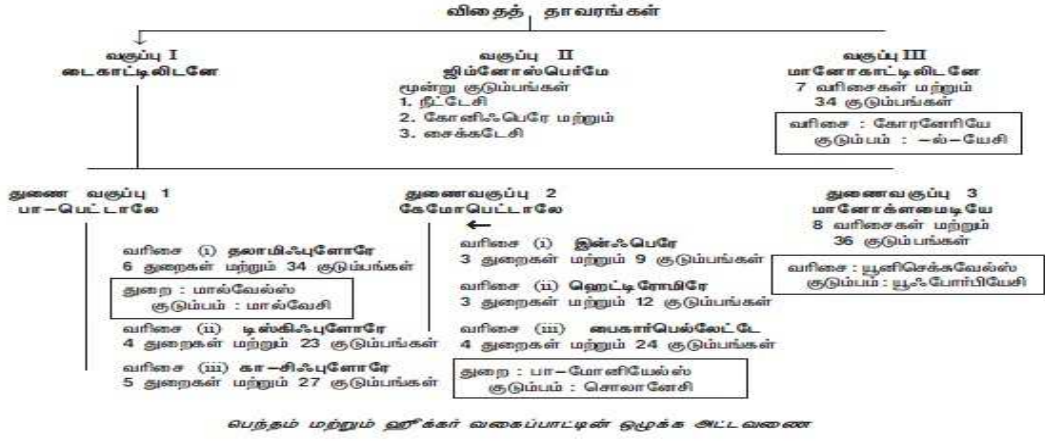 விதைத் தாவரங்கள்
வகுப்பு I
டைகாட்டிலிடனே
வகுப்பு II
ஜிம்னோஸ்பெர்மே
மூன்று குடும்பங்கள்
1. நீட்டேசி
2. கோனிஃபெரே மற்றும்
3. சைக்கடேசி
வகுப்பு III
மானோகாட்டிலிடனே
7 வரிசைகள் மற்றும்
34 குடும்பங்கள்
வரிசை : கோரனேரியே
குடும்பம் : -ல்-யேசி
துணை வகுப்பு 1
பா-பெட்டாலே
வரிசை (i) தலாமிஃபுளோரே
6 துறைகள் மற்றும் 34 குடும்பங்கள்
துறை : மால்வேல்ஸ்
குடும்பம் : மால்வேசி
வரிசை (ii) டிஸ்கிஃபுளோரே
4 துறைகள் மற்றும் 23 குடும்பங்கள்
வரிசை (iii) கா-சிஃபுளோரே
5 துறைகள் மற்றும் 27 குடும்பங்கள்
துணைவகுப்பு 2
கேமோபெட்டாலே
வரிசை (i) இன்ஃபெரே
3 துறைகள் மற்றும் 9 குடும்பங்கள்
வரிசை (ii) ஹெட்டிரோமிரே
3 துறைகள் மற்றும் 12 குடும்பங்கள்
வரிசை (iii) பைகார்பெல்லேட்டே
4 துறைகள் மற்றும் 24 குடும்பங்கள்
துறை : பா-மோனியேல்ஸ்
குடும்பம் : சொலானேசி
துணைவகுப்பு 3
மானோக்ளமைடியே
8 வரிசைகள் மற்றும்
36 குடும்பங்கள்
வரிசை : யூனிசெக்சுவேல்ஸ்
குடும்பம் : யூஃபோர்பியேசி
பெந்தம் மற்றும் ஹூக்கர் வகைப்பாட்டின் ஒழுக்க அட்டவணை